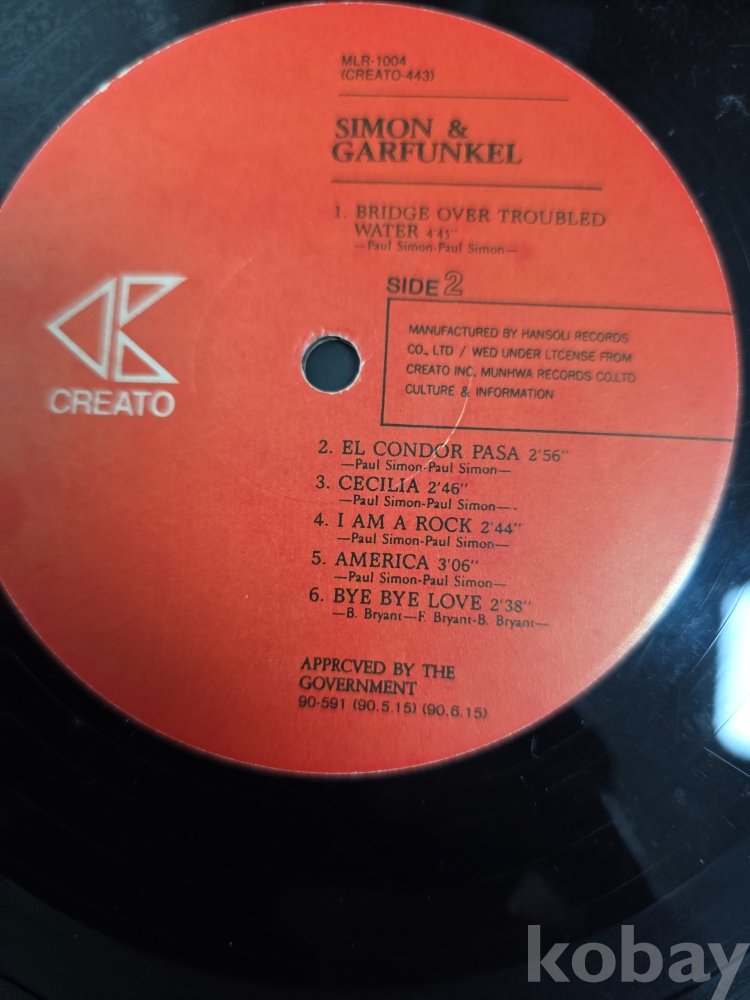 MLR-1004
(CREATO-443)
SIMON &
GARFUNKEL
1. BRIDGE OVER TROUBLED
WATER 4'45"
—Paul Simon-Paul Simon—
SIDE 2
MANUFACTURED BY HANSOLI RECORDS
CO., LTD / WED UNDER LTCENSE FROM
CREATO INC. MUNHWA RECORDS CO.LTD
CULTURE & INFORMATION
CREATO
2. EL CONDOR PASA 2'56"
—Paul Simon-Paul Simon—
3. CECILIA 2'46"
—Paul Simon-Paul Simon—.
4. I AM A ROCK 2'44"
—Paul Simon-Paul Simon—
5. AMERICA 3'06"
—Paul Simon-Paul Simon—
6. BYE BYE LOVE 2'38"
—B. Bryant—F. Bryant-B. Bryant—
APPRCVED BY THE
GOVERNMENT
90-591 (90.5.15) (90.6.15)
kobay